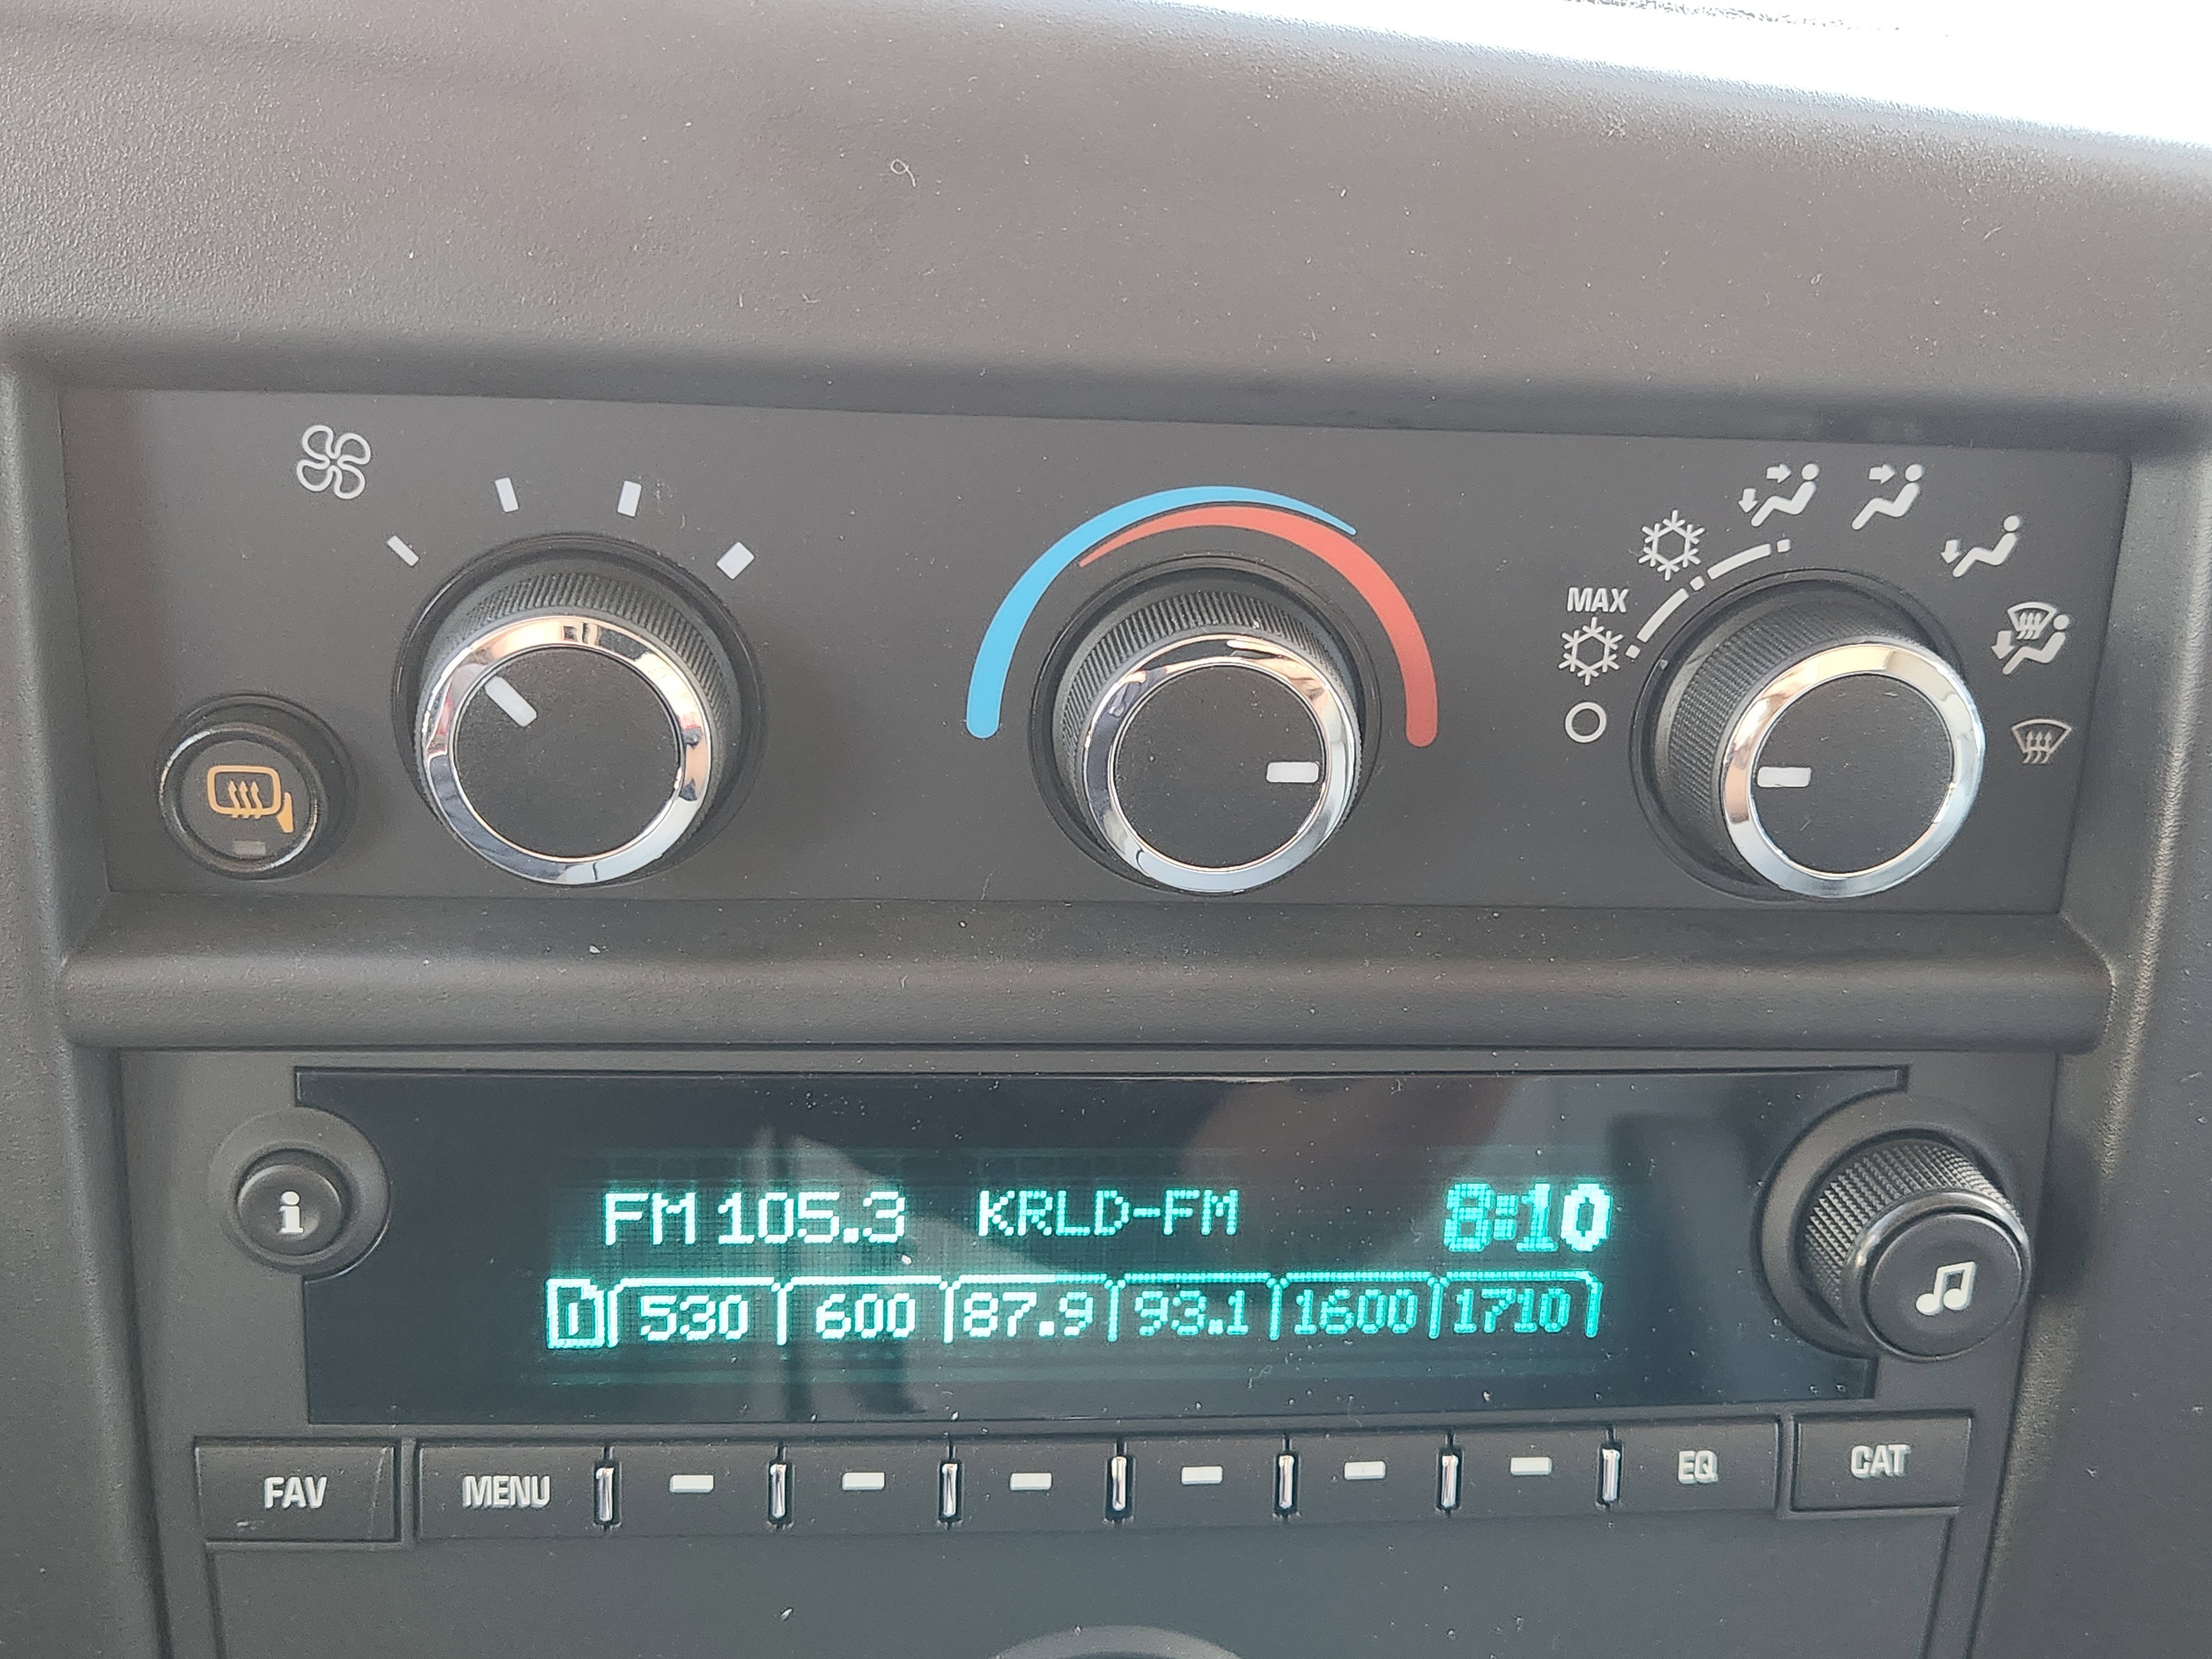 MAX
FM 105.3 KRLD-FM 8:10
1 530 600 87.9 93.1 1600 1710
i
FAV MENU EQ CAT